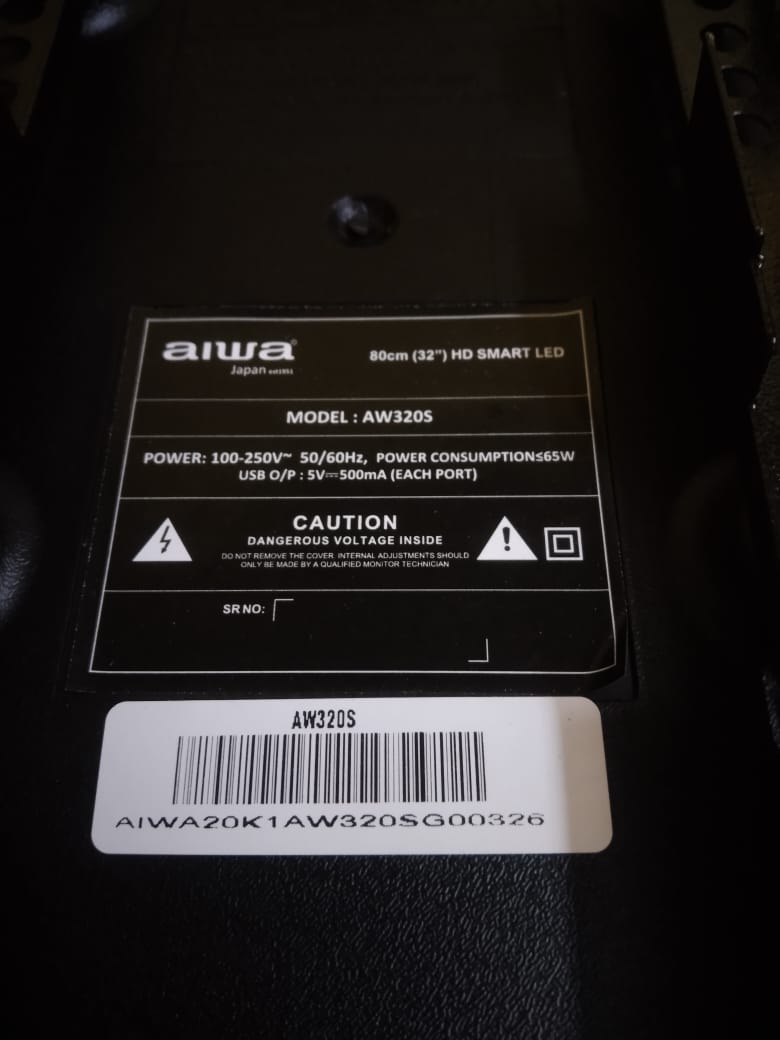 aiwa
Japan est1951
80cm (32") HD SMART LED
MODEL : AW320S
POWER: 100-250V~ 50/60Hz, POWER CONSUMPTION≤65W
USB O/P : 5V⎓500mA (EACH PORT)
CAUTION
DANGEROUS VOLTAGE INSIDE
DO NOT REMOVE THE COVER INTERNAL ADJUSTMENTS SHOULD
ONLY BE MADE BY A QUALIFIED MONITOR TECHNICIAN
SR NO:
AW320S
AIWA20K1AW320SG00326